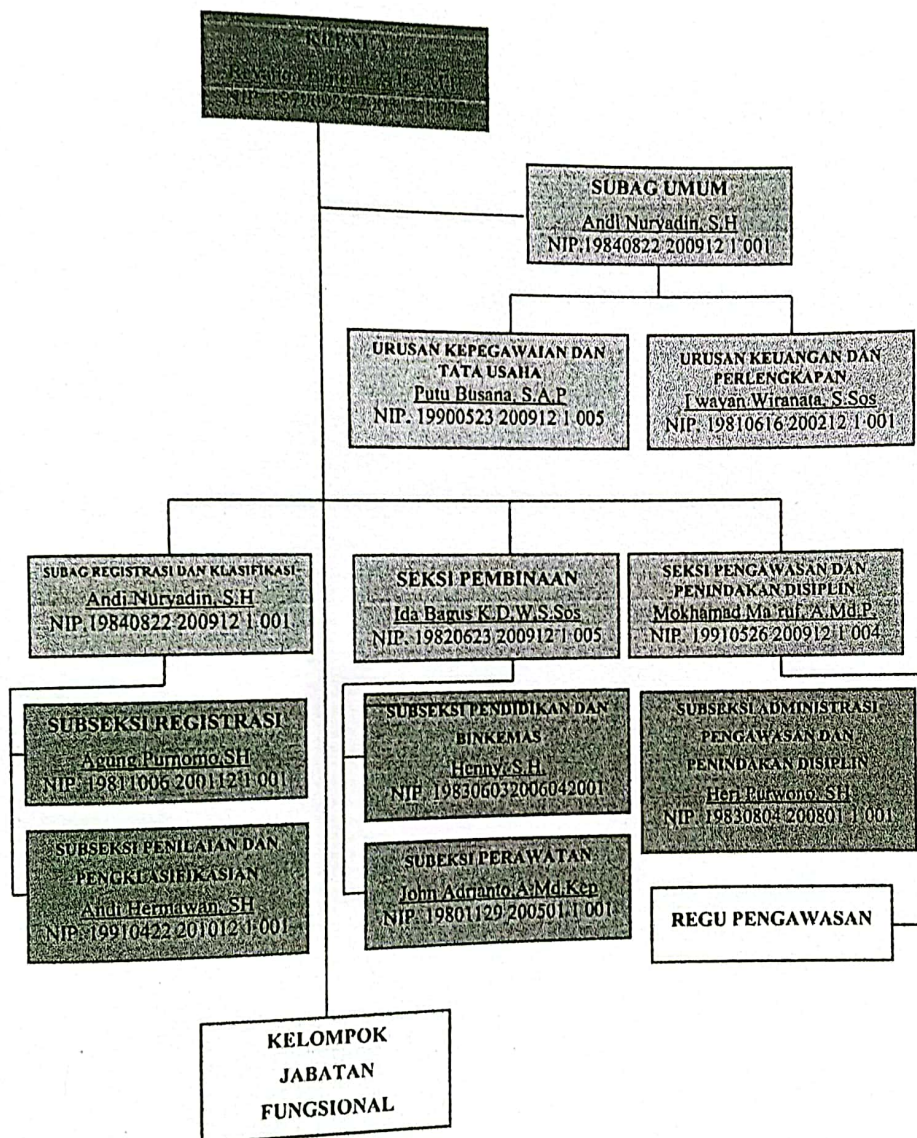 KEPALA
NIP. 
SUBAG UMUM
Andi Nuryadin, S.H
NIP.19840822 200912 1 001
URUSAN KEPEGAWAIAN DAN
TATA USAHA
Putu Busana, S.A.P
NIP. 19900523 200912 1 005
URUSAN KEUANGAN DAN
PERLENGKAPAN
I wayan Wiranata, S.Sos
NIP. 19810616 200212 1 001
SUBAG REGISTRASI DAN KLASIFIKASI
Andi Nuryadin, S.H
NIP. 19840822 200912 1 001
SEKSI PEMBINAAN
Ida Bagus K.D.W.S.Sos
NIP. 19820623 200912 1 005
SEKSI PENGAWASAN DAN
PENINDAKAN DISIPLIN
Mokhamad Ma'ruf, A.Md.P
NIP. 19910526 200912 1 004
SUBSEKSI REGISTRASI
Agung Purnomo,SH
NIP. 19811006 200112 1 001
SUBSEKSI PENDIDIKAN DAN
BINKEMAS
Henny, S.H.
NIP. 198306032006042001
SUBSEKSI ADMINISTRASI
PENGAWASAN DAN
PENINDAKAN DISIPLIN
Heri Purwono, SH
NIP. 19830804 200801 1 001
SUBSEKSI PENILAIAN DAN
PENGKLASIFIKASIAN
Andi Hermawan, SH
NIP. 19910422 201012 1 001
SUBEKSI PERAWATAN
John Adrianto,A.Md.Kep
NIP. 19801129 200501 1 001
REGU PENGAWASAN
KELOMPOK
JABATAN
FUNGSIONAL